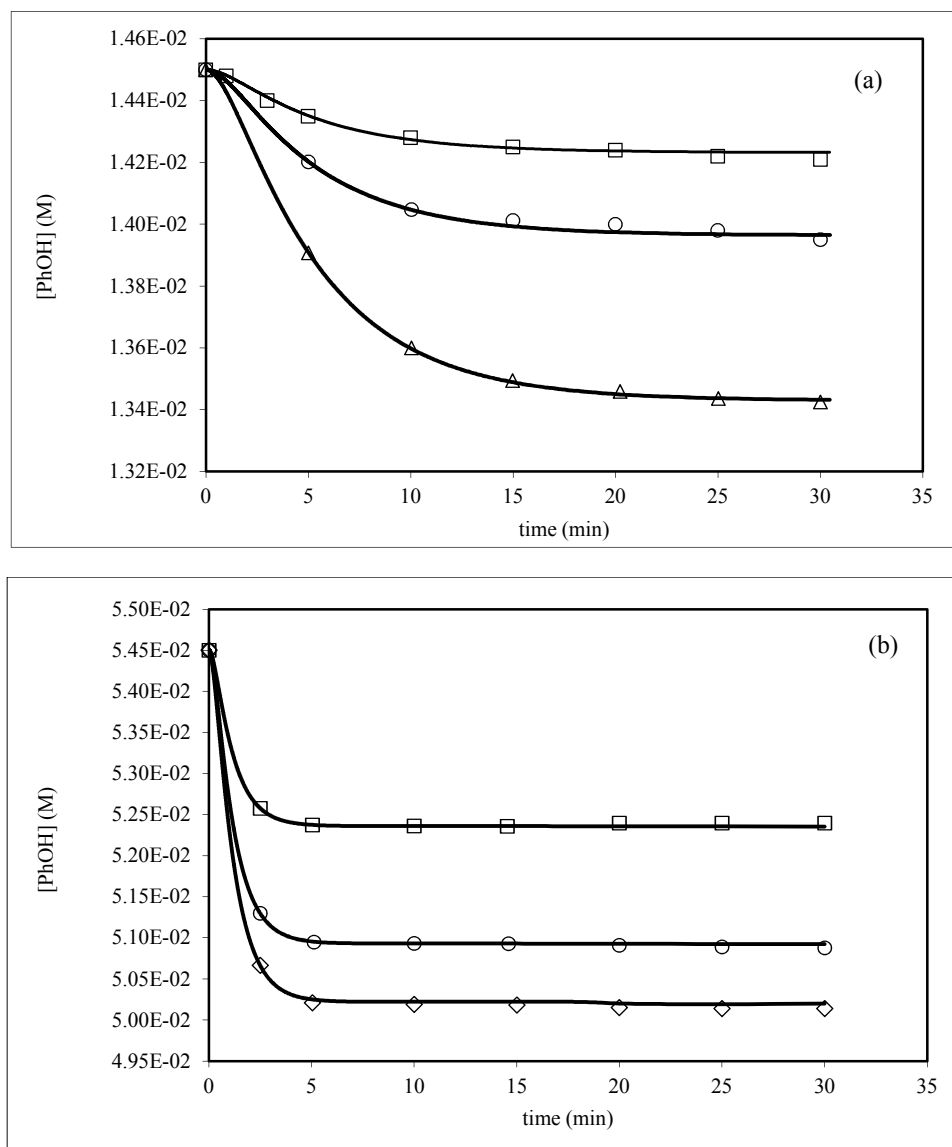 (a)
[PhOH] (M)
1.46E-02
1.44E-02
1.42E-02
1.40E-02
1.38E-02
1.36E-02
1.34E-02
1.32E-02
0 5 10 15 20 25 30 35
time (min)
(b)
[PhOH] (M)
5.50E-02
5.45E-02
5.40E-02
5.35E-02
5.30E-02
5.25E-02
5.20E-02
5.15E-02
5.10E-02
5.05E-02
5.00E-02
4.95E-02
0 5 10 15 20 25 30 35
time (min)